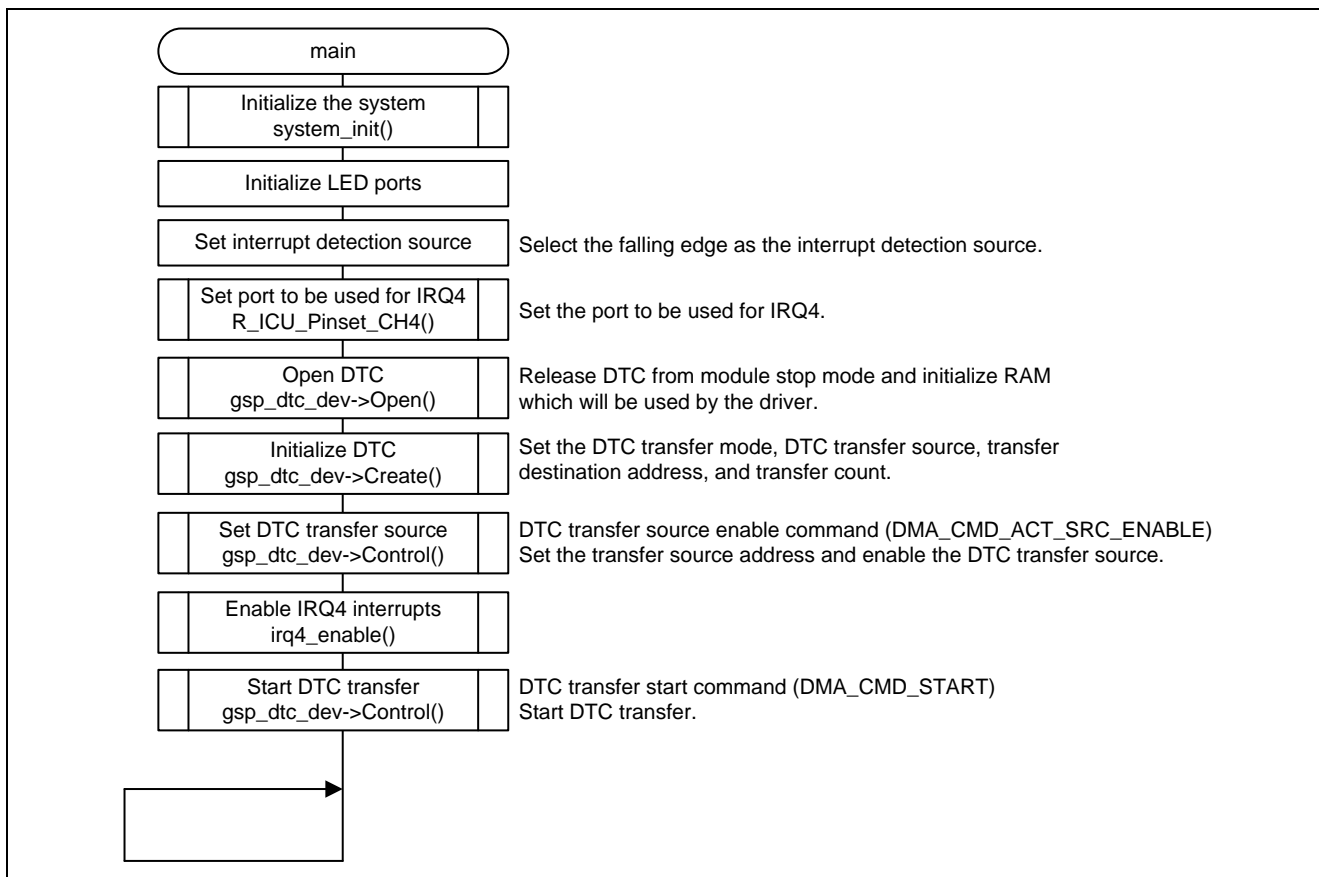 main
Initialize the system
system_init()
Initialize LED ports
Set interrupt detection source
Select the falling edge as the interrupt detection source.
Set port to be used for IRQ4
R_ICU_Pinset_CH4()
Set the port to be used for IRQ4.
Open DTC
gsp_dtc_dev->Open()
Release DTC from module stop mode and initialize RAM
which will be used by the driver.
Initialize DTC
gsp_dtc_dev->Create()
Set the DTC transfer mode, DTC transfer source, transfer
destination address, and transfer count.
Set DTC transfer source
gsp_dtc_dev->Control()
DTC transfer source enable command (DMA_CMD_ACT_SRC_ENABLE)
Set the transfer source address and enable the DTC transfer source.
Enable IRQ4 interrupts
irq4_enable()
Start DTC transfer
gsp_dtc_dev->Control()
DTC transfer start command (DMA_CMD_START)
Start DTC transfer.